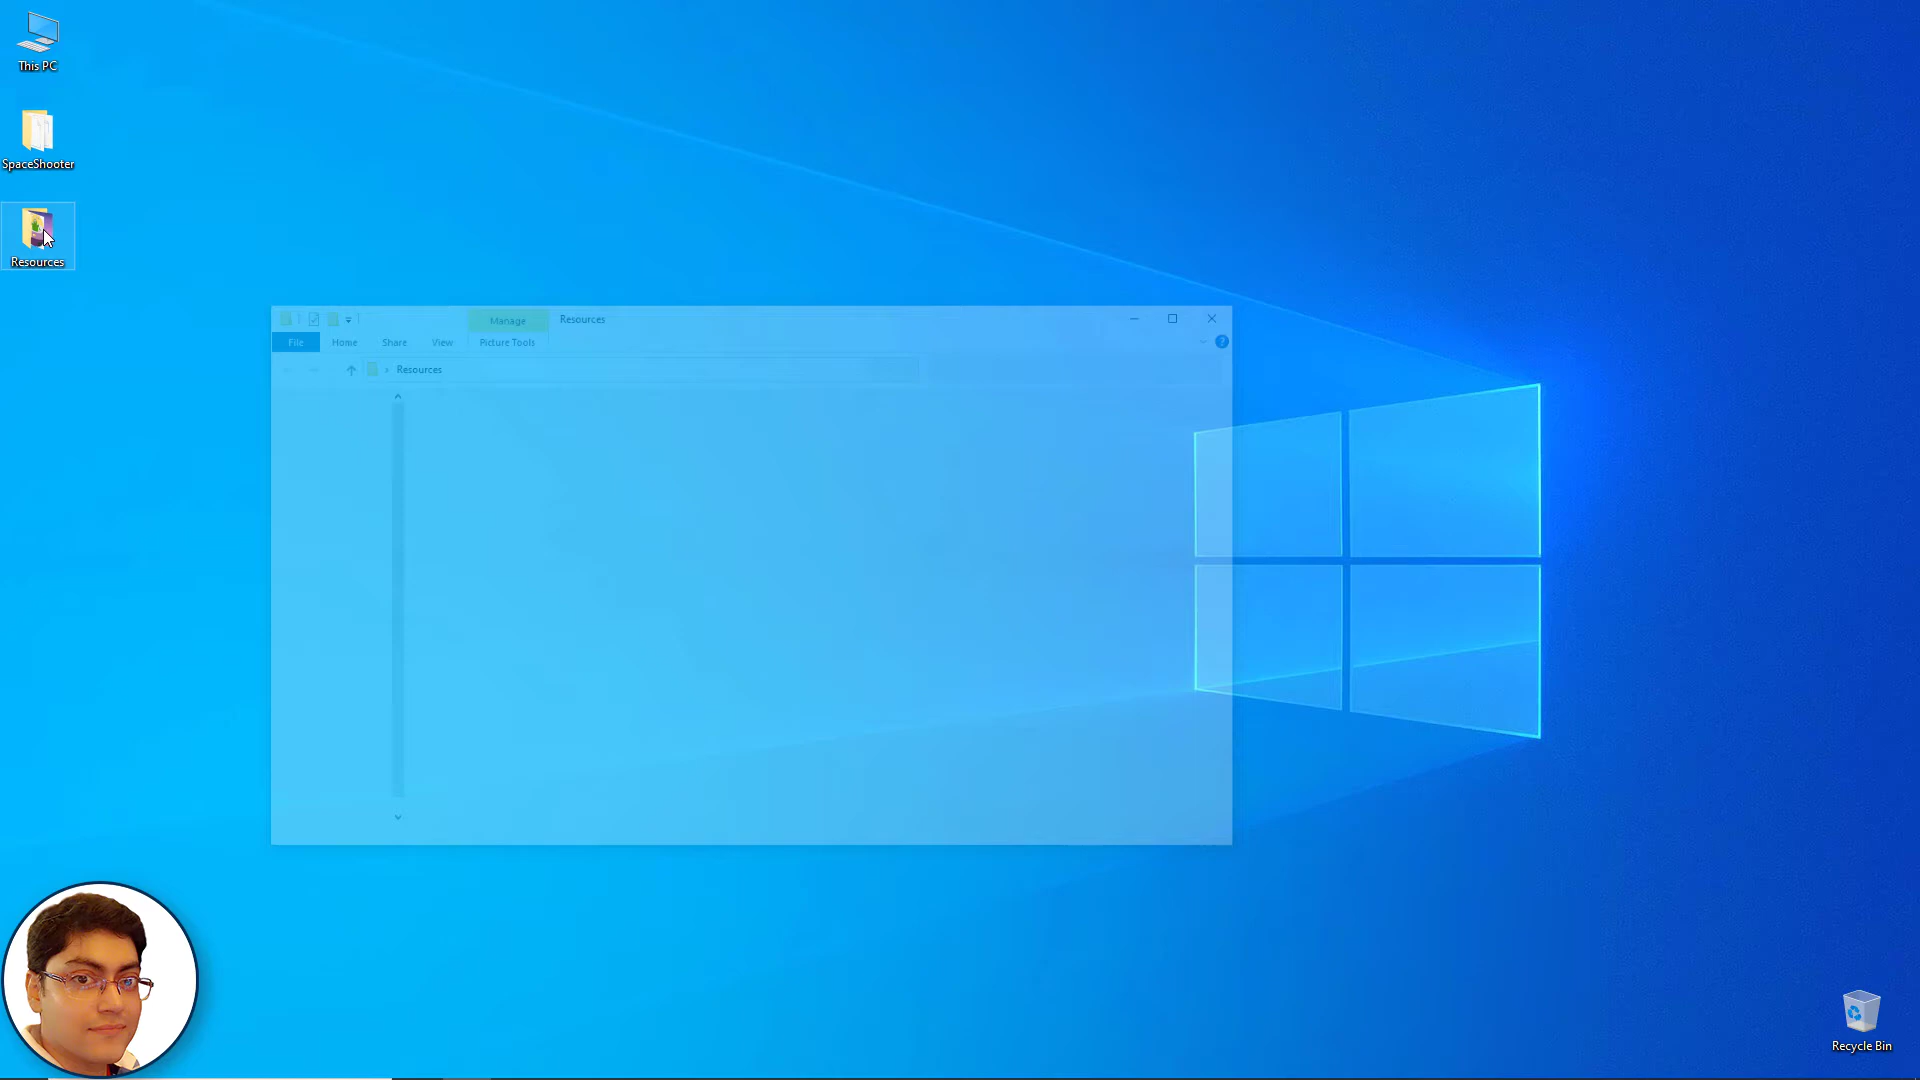 This PC
SpaceShooter
Resources
Manage
Resources
File
Home
Share
View
Picture Tools
?
› Resources
Recycle Bin